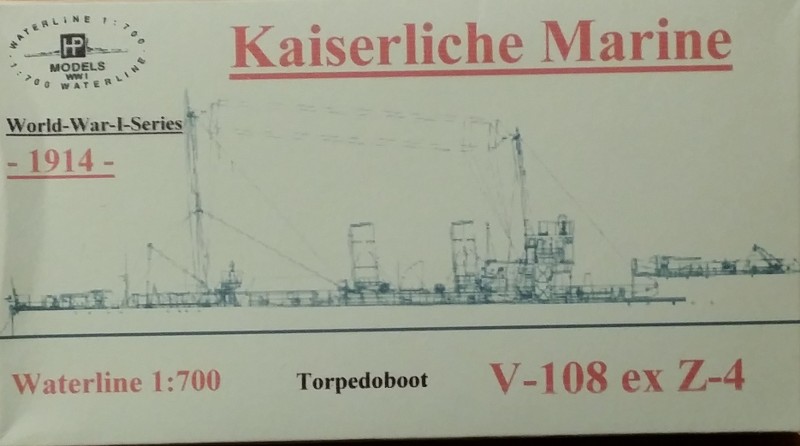 WATERLINE 1:700
HP
MODELS
WW I
1:700 WATERLINE
Kaiserliche Marine
World-War-I-Series
- 1914 -
Waterline 1:700
Torpedoboot
V-108 ex Z-4